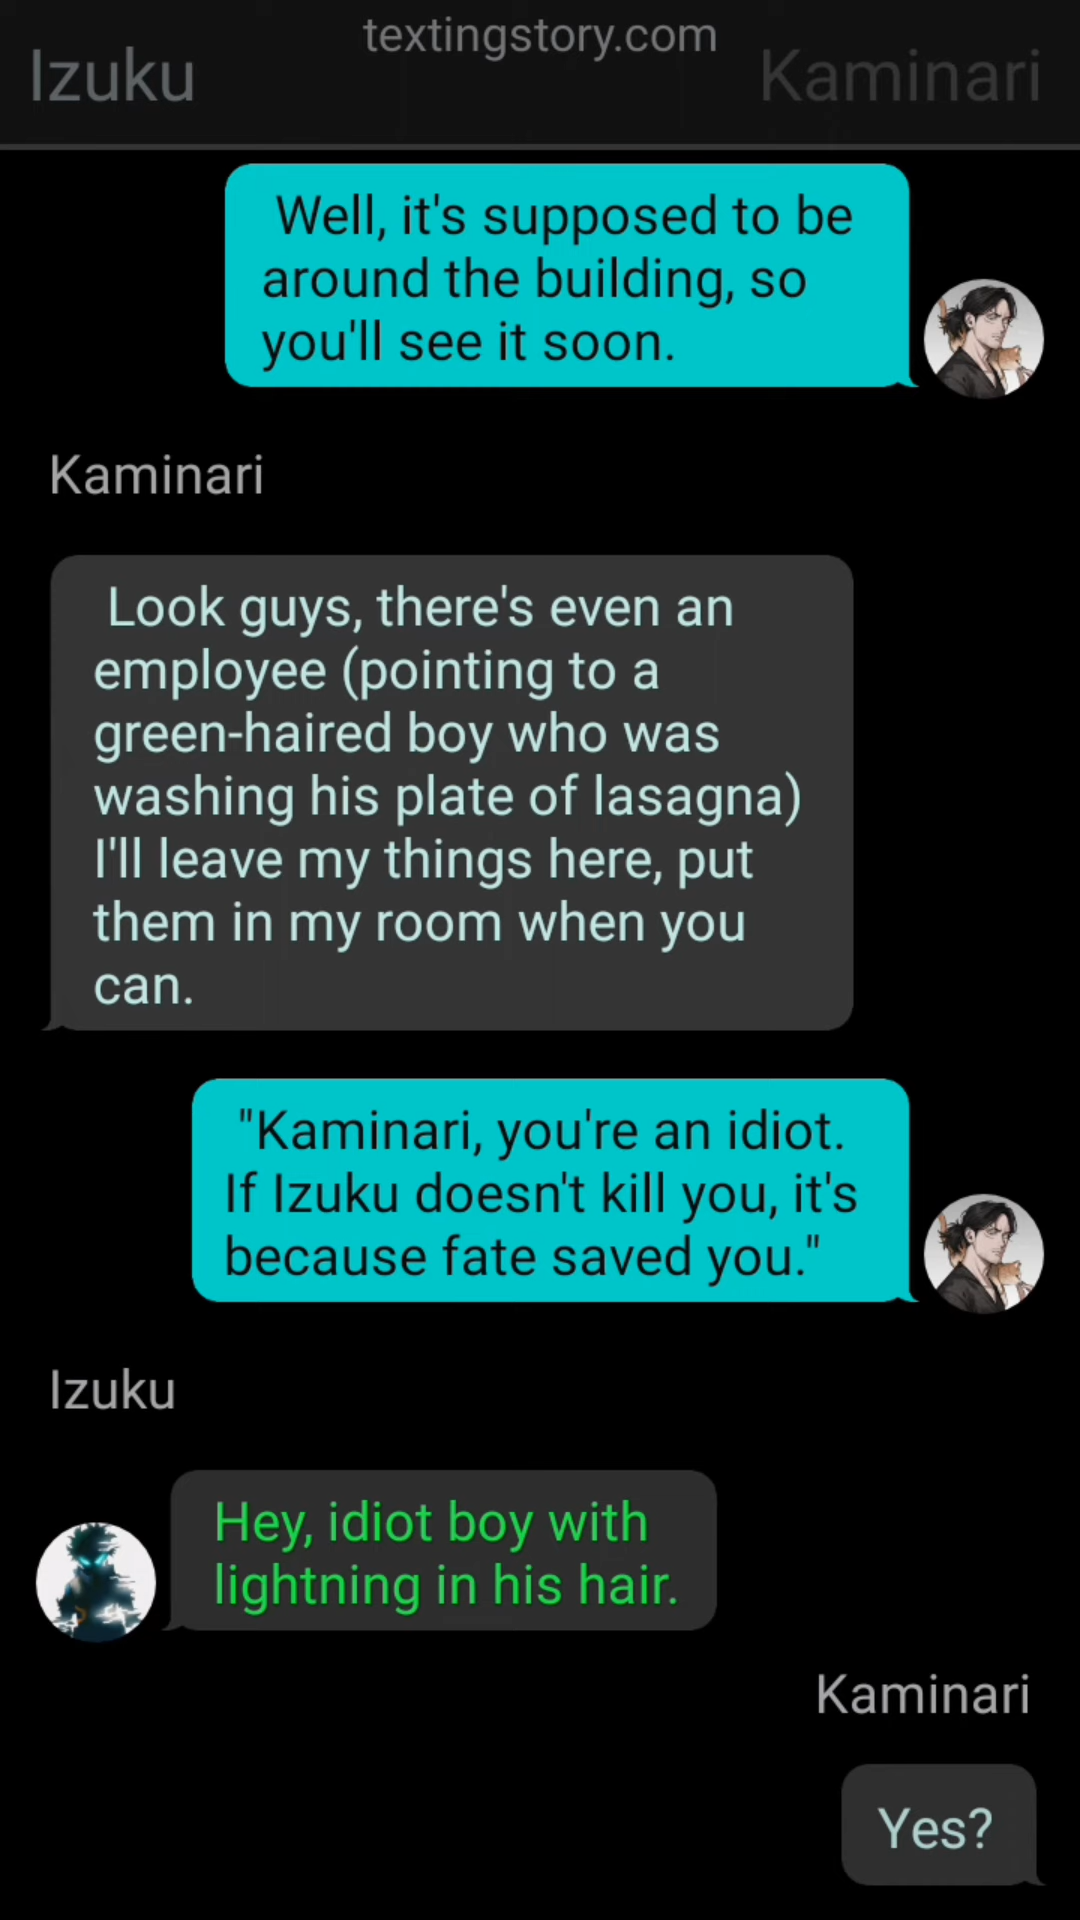 textingstory.com
Izuku
Kaminari
Well, it's supposed to be
around the building, so
you'll see it soon.
Kaminari
Look guys, there's even an
employee (pointing to a
green-haired boy who was
washing his plate of lasagna)
I'll leave my things here, put
them in my room when you
can.
"Kaminari, you're an idiot.
If Izuku doesn't kill you, it's
because fate saved you."
Izuku
Hey, idiot boy with
lightning in his hair.
Kaminari
Yes?